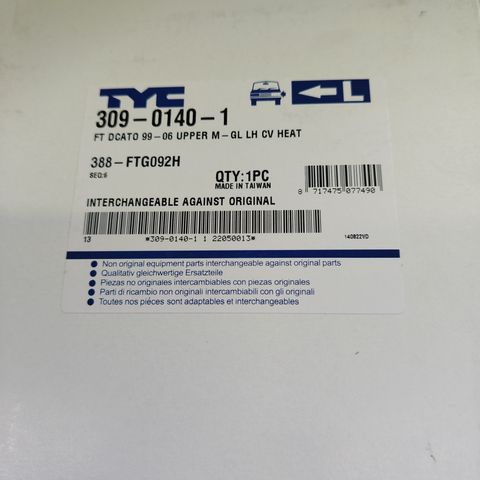 TYC
L
309-0140-1
FT DCATO 99-06 UPPER M-GL LH CV HEAT
388-FTG092H
SEQ:6
QTY:1PC
MADE IN TAIWAN
8 717475 077490
INTERCHANGEABLE AGAINST ORIGINAL
13 *309-0140-1 1 22050013* 140822VD
Non original equipment parts interchangeable against original parts
Qualitativ gleichwertige Ersatzteile
Piezas no originales intercambiables con piezas originales
Parti di ricambio non originali intercambiabili con gli originali
Toutes nos piéces sont adaptables et interchangeables